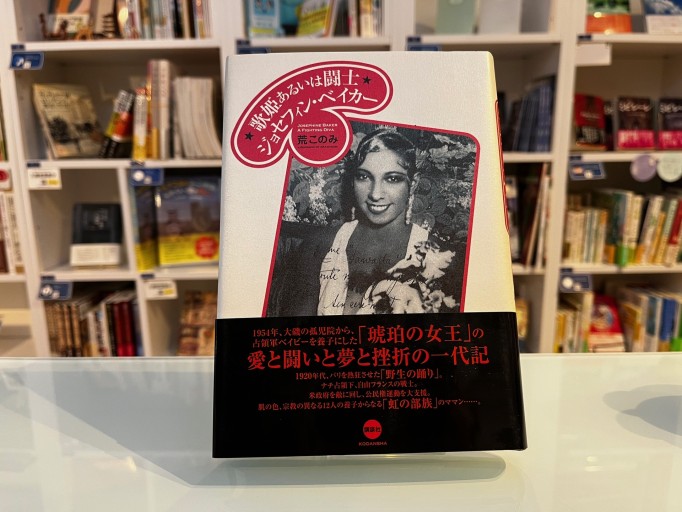 歌姫あるいは闘士
ジョセフィン・ベイカー
JOSEPHINE BAKER
A FIGHTING DIVA
荒このみ
1954年、大磯の孤児院から、
占領軍ベイビーを養子にした「琥珀の女王」の
愛と闘いと夢と挫折の一代記
1920年代、パリを熱狂させた「野生の踊り」。
ナチ占領下、自由フランスの戦士。
米政府を敵に回し、公民権運動を大支援。
肌の色、宗教の異なる12人の養子からなる「虹の部族」のママン……。
講談社
KODANSHA